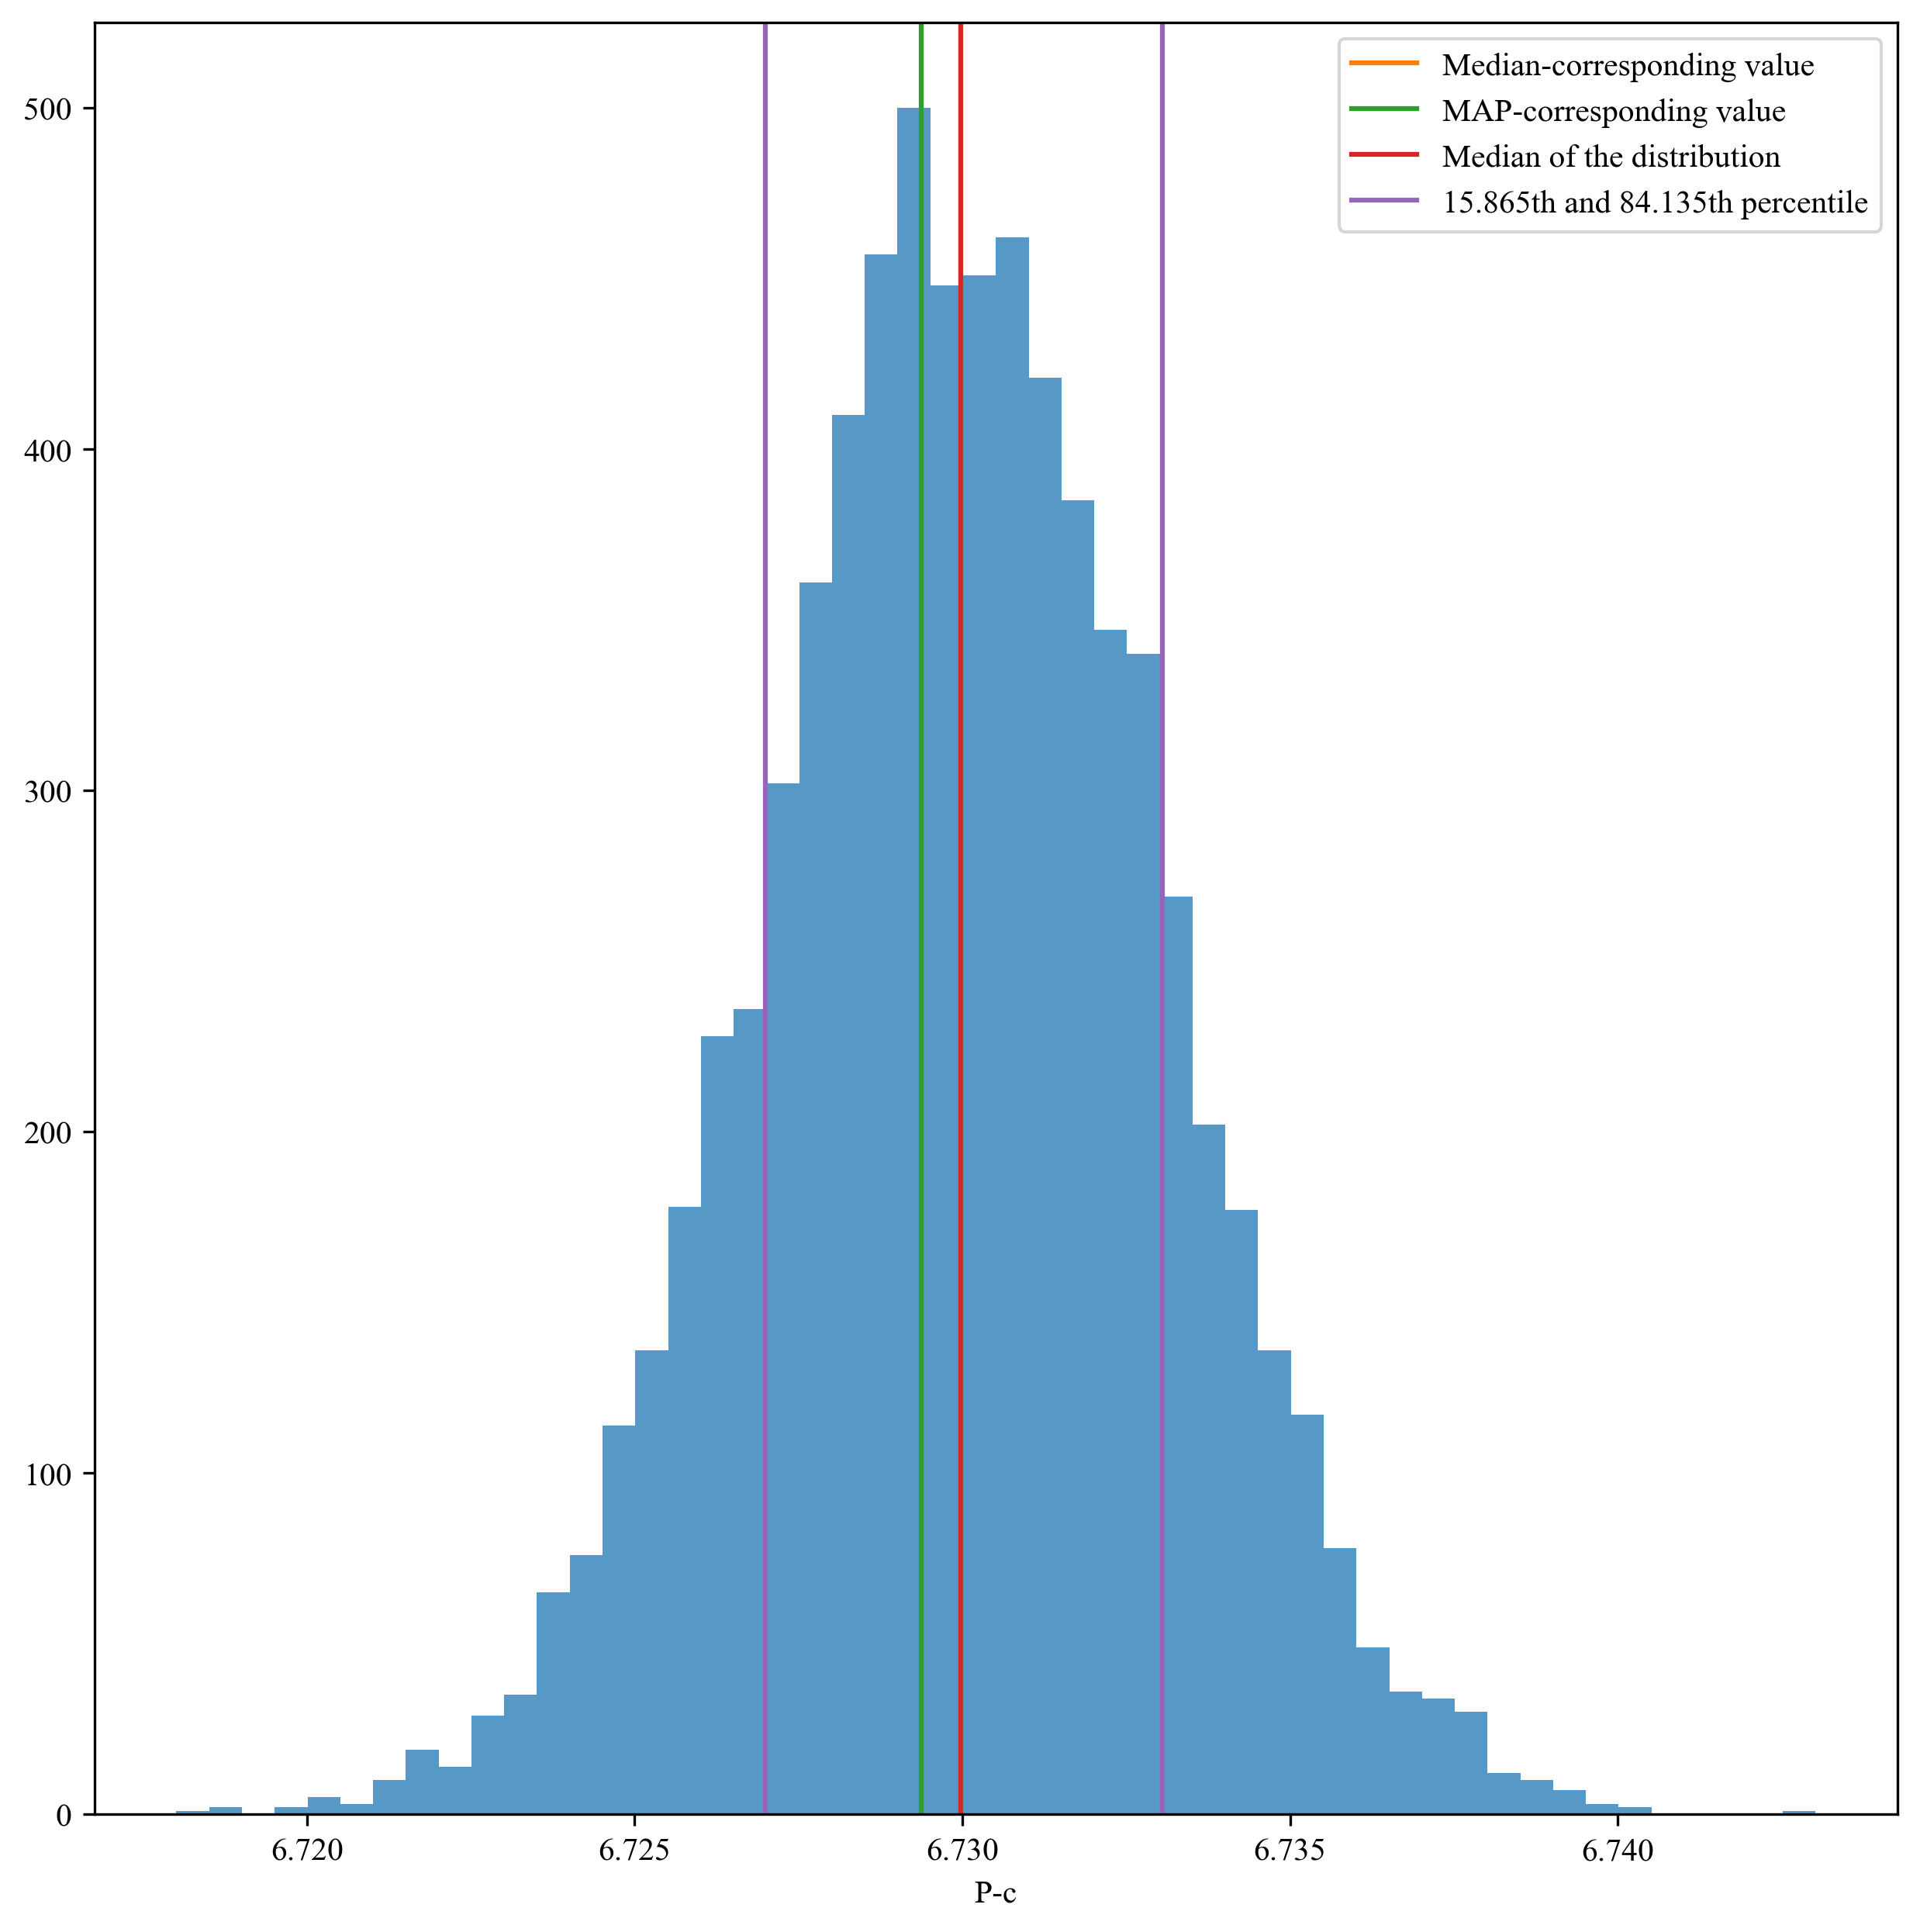 Median-corresponding value
MAP-corresponding value
Median of the distribution
15.865th and 84.135th percentile
500
400
300
200
100
0
6.720 6.725 6.730 6.735 6.740
P-c